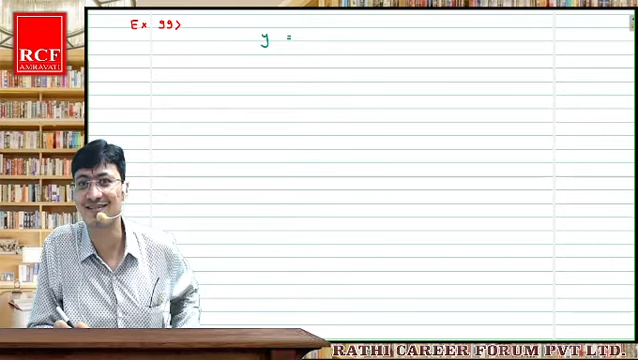 RCF
AMRAVATI
Ex 99>
y =
RATHI CAREER FORUM PVT. LTD.